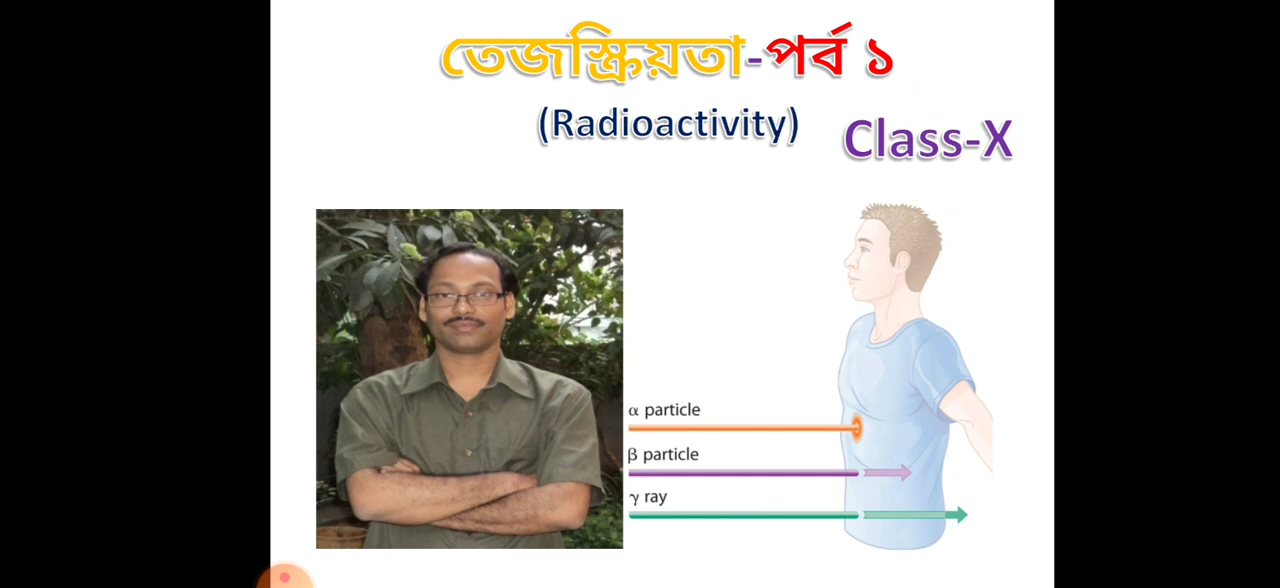 তেজস্ক্রিয়তা-পর্ব ১
(Radioactivity)
Class-X
α particle
β particle
γ ray